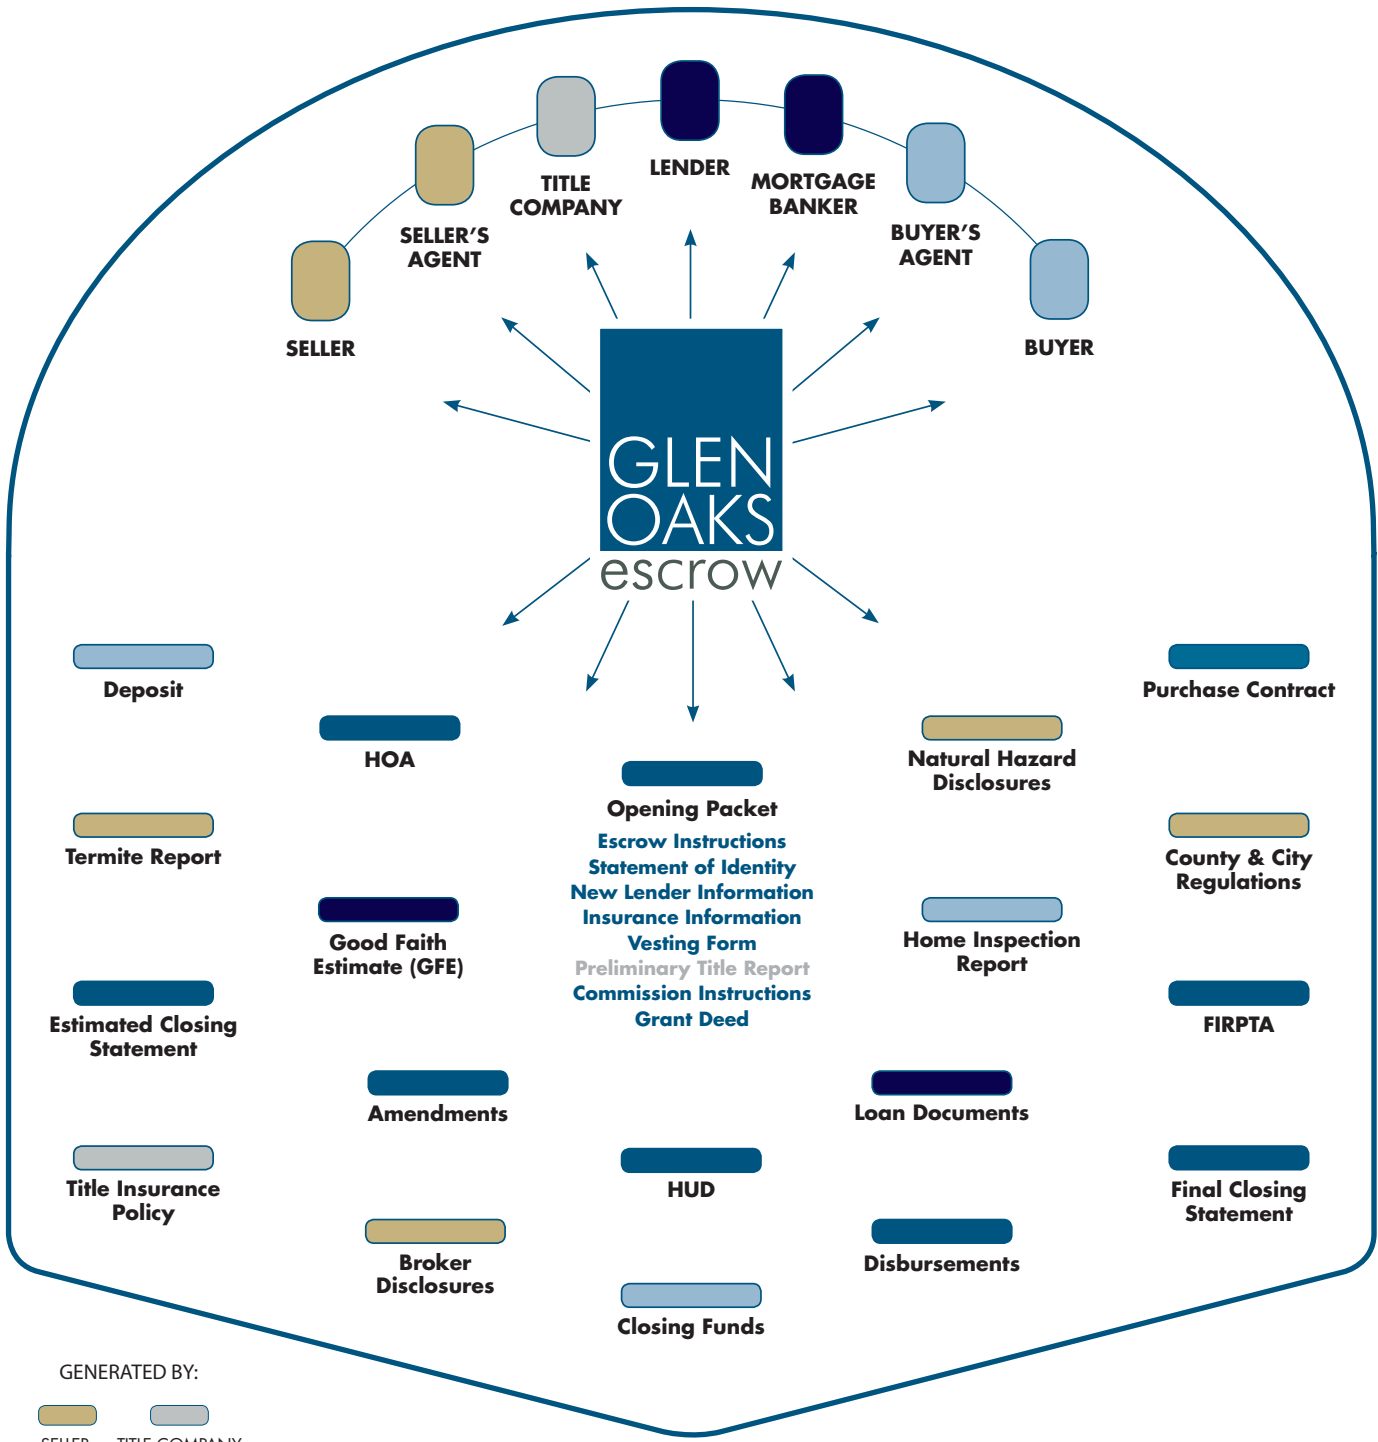 LENDER
TITLE
COMPANY
MORTGAGE
BANKER
SELLER'S
AGENT
BUYER'S
AGENT
SELLER
BUYER
GLEN
OAKS
escrow
Deposit
Purchase Contract
HOA
Natural Hazard
Disclosures
Opening Packet
Escrow Instructions
Statement of Identity
New Lender Information
Insurance Information
Vesting Form
Preliminary Title Report
Commission Instructions
Grant Deed
Termite Report
County & City
Regulations
Good Faith
Estimate (GFE)
Home Inspection
Report
Estimated Closing
Statement
FIRPTA
Amendments
Loan Documents
Title Insurance
Policy
HUD
Final Closing
Statement
Broker
Disclosures
Disbursements
Closing Funds
GENERATED BY:
SELLER TITLE COMPANY